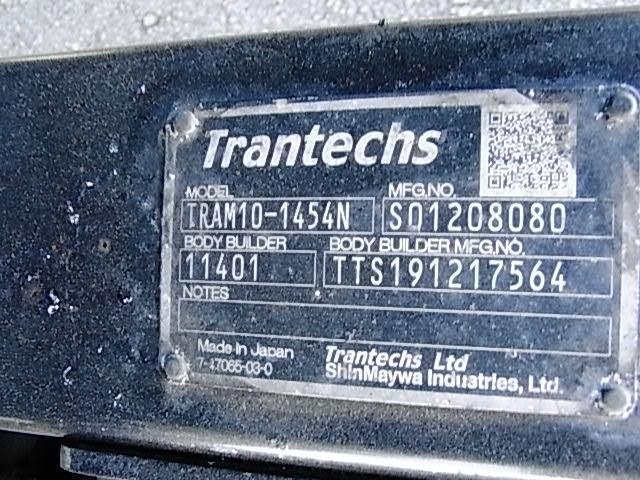 Trantechs
MODEL MFG.NO.
TRAM10-1454N S01208080
BODY BUILDER BODY BUILDER MFG.NO.
11401 TTS191217564
NOTES
Made in Japan Trantechs Ltd
7-47065-03-0 ShinMaywa Industries, Ltd.